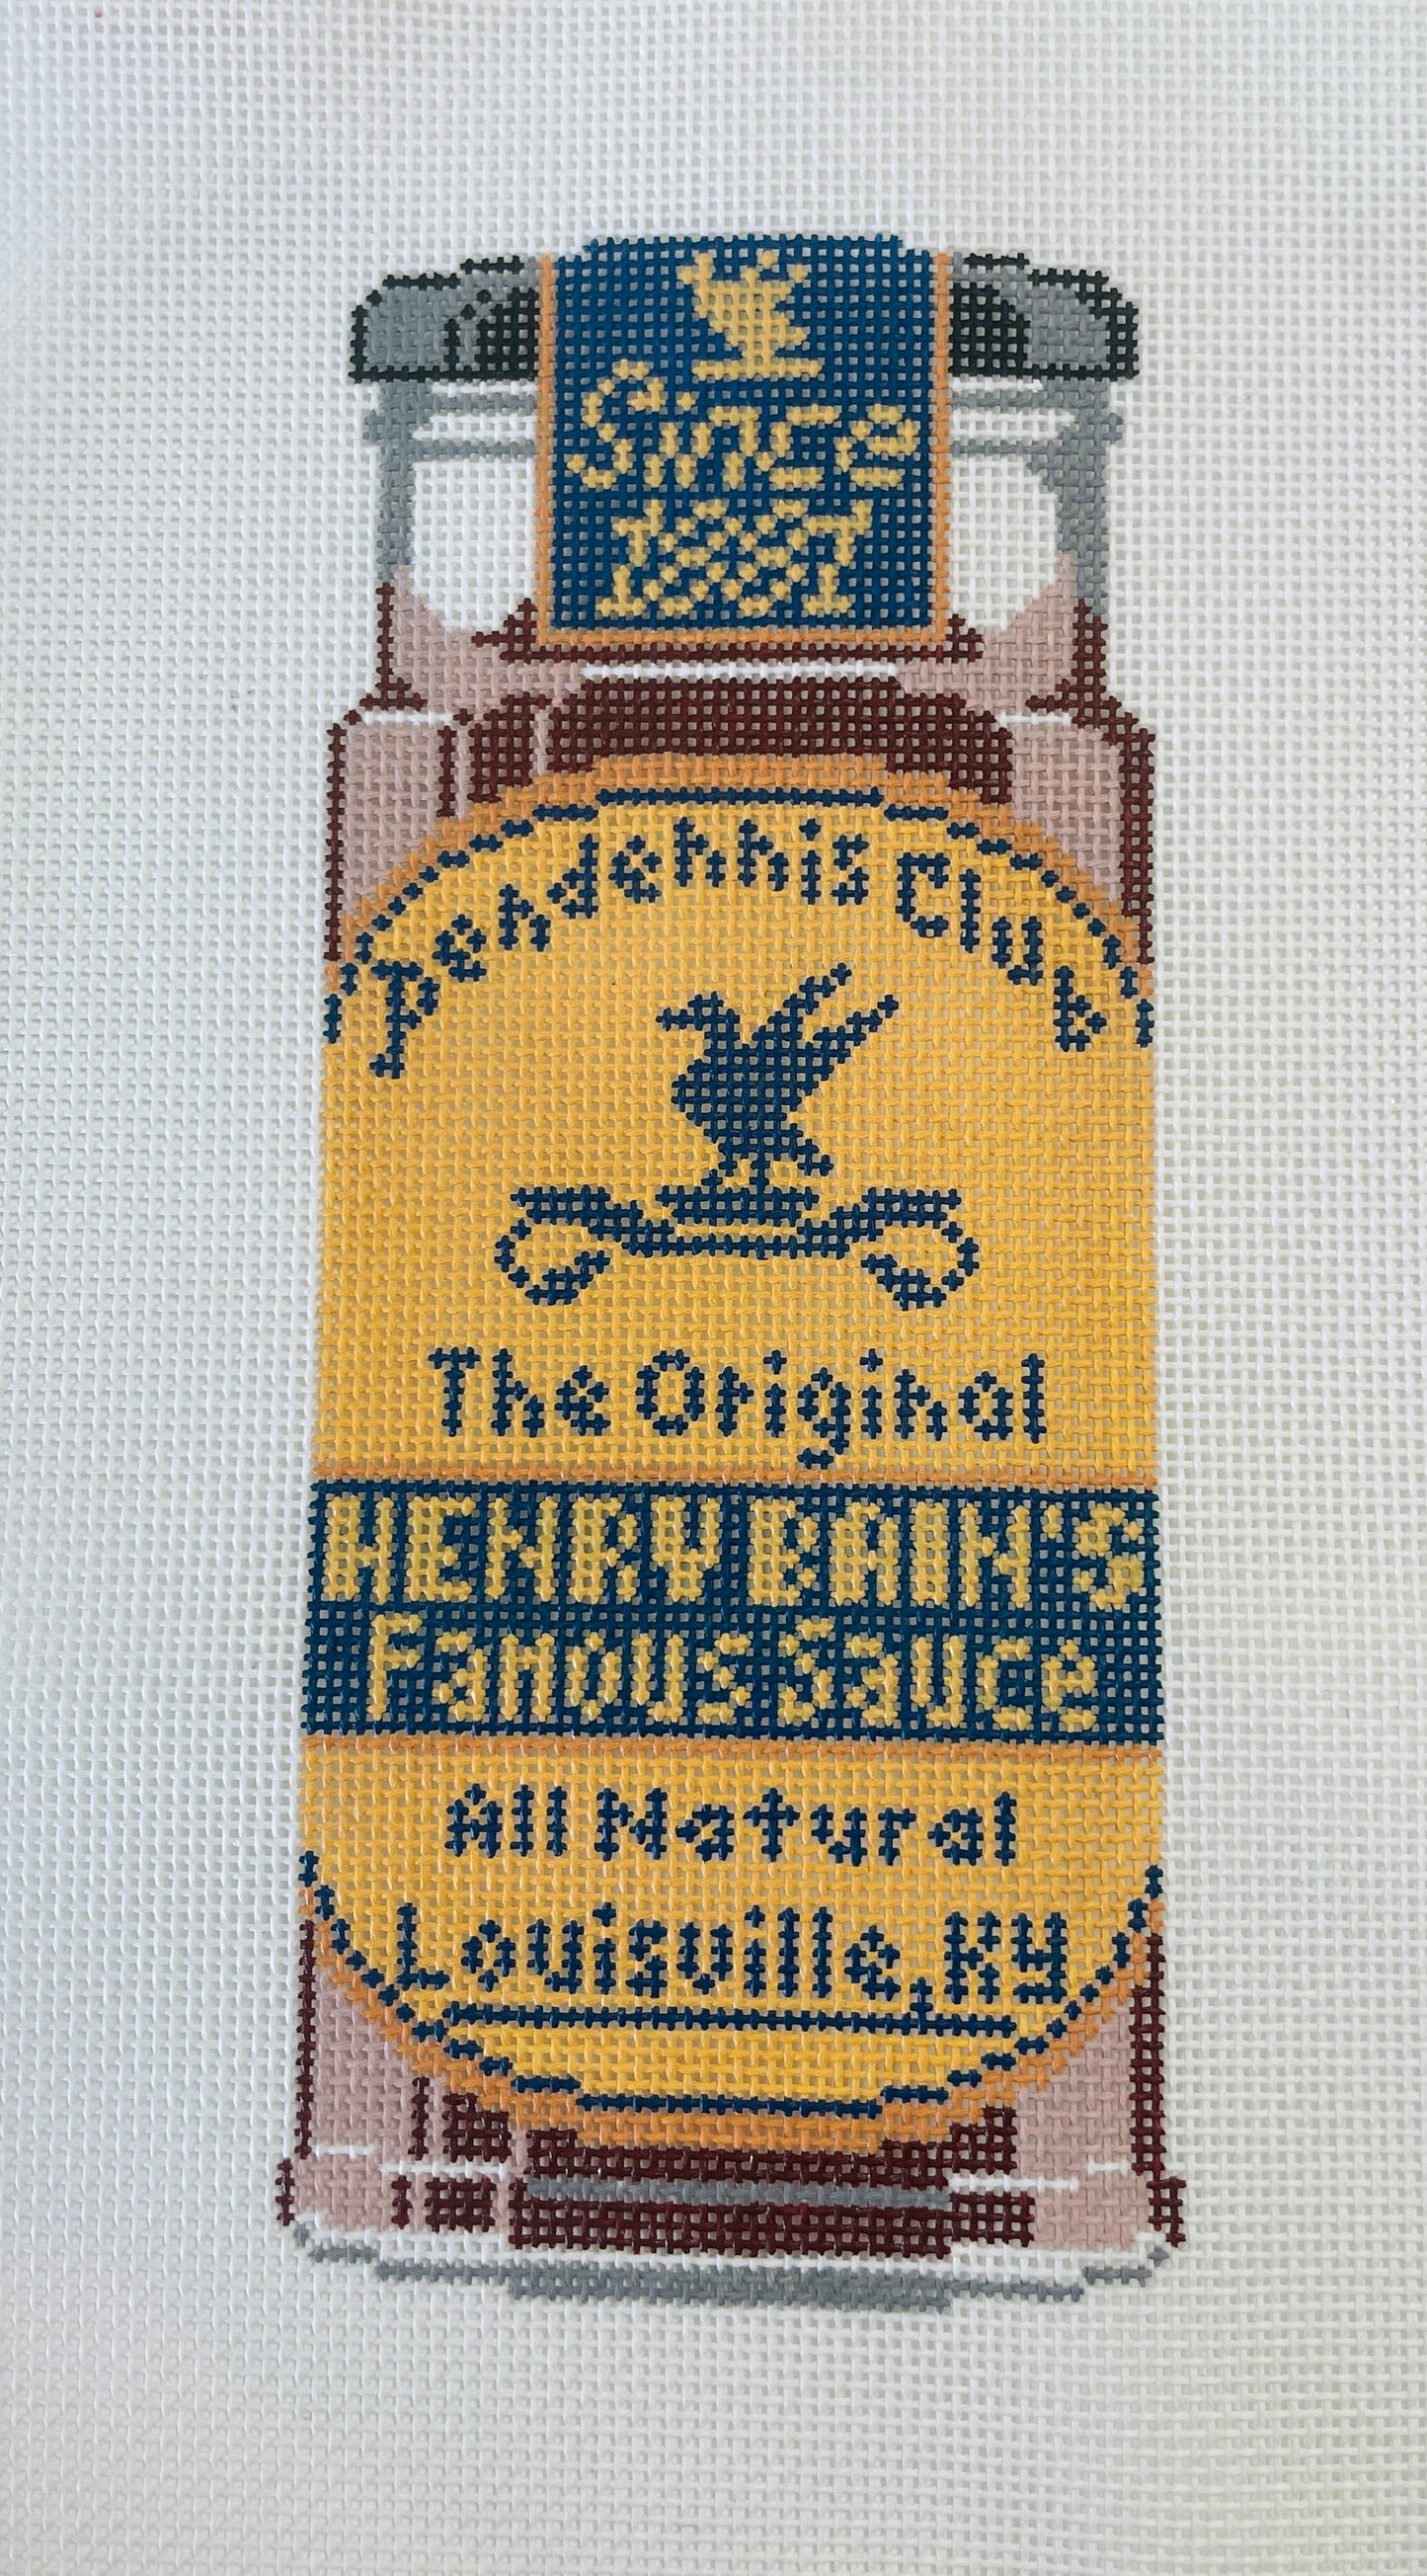 Since
1881
Pendennis Club
The Original
HENRY BAIN'S
Famous Sauce
All Natural
Louisville, KY